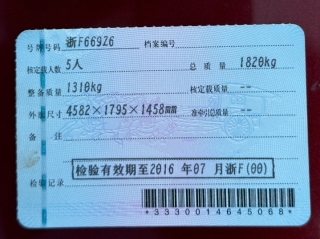 号牌号码 浙F669Z6 档案编号
核定载人数 5人 总质量 1820kg
整备质量 1310kg 核定载质量 --
外廓尺寸 4582×1795×1458mm 准牵引总质量 --
备注
检验有效期至2016 年07 月浙F(00)
检验记录
*3330014645068*